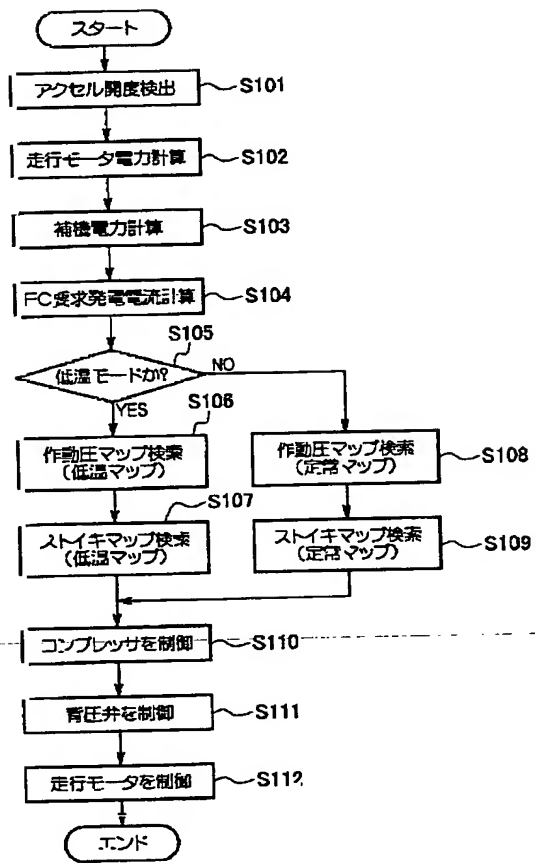 スタート
アクセル開度検出 S101
走行モータ電力計算 S102
補機電力計算 S103
FC要求発電電流計算 S104
S105
低温モードか?
NO
YES
S106
作動圧マップ検索
(低温マップ)
作動圧マップ検索
(定常マップ)
S108
S107
ストイキマップ検索
(低温マップ)
ストイキマップ検索
(定常マップ)
S109
コンプレッサを制御 S110
背圧弁を制御 S111
走行モータを制御 S112
エンド